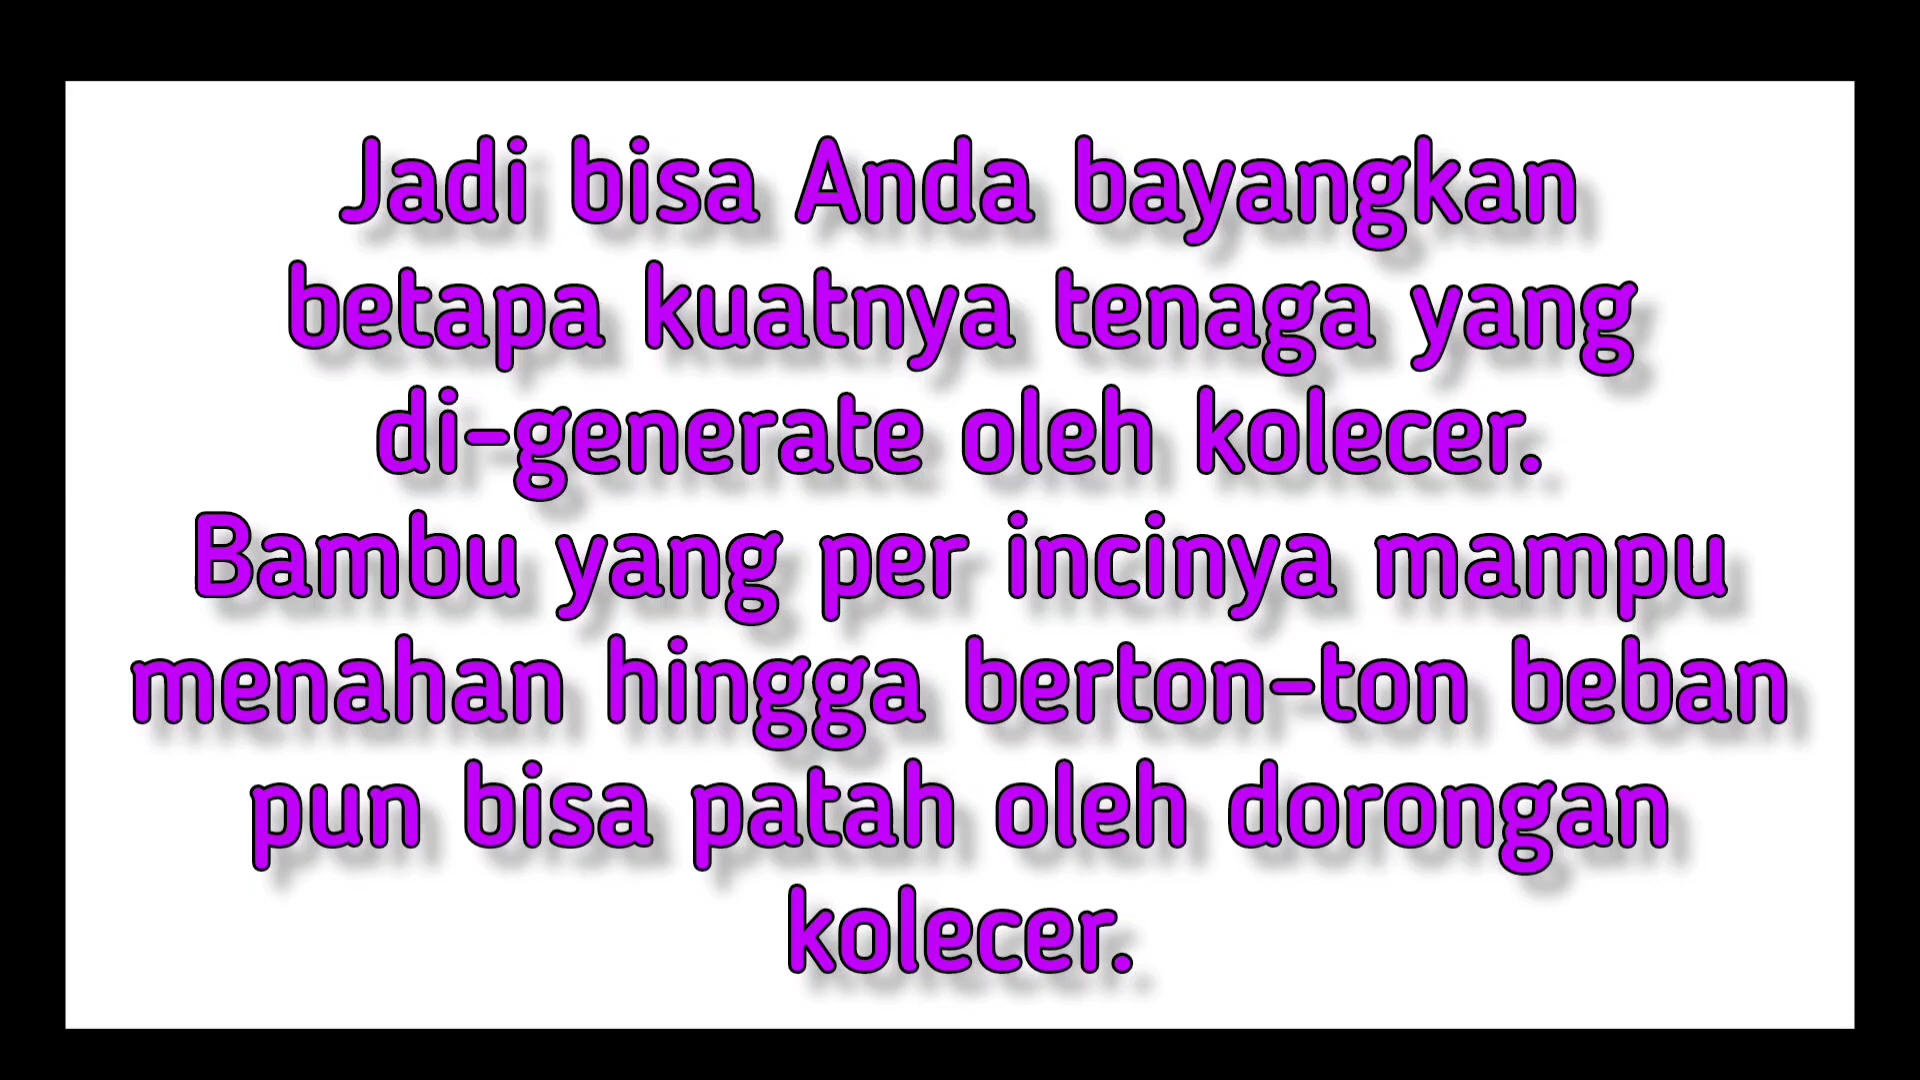 Jadi bisa Anda bayangkan
betapa kuatnya tenaga yang
di-generate oleh kolecer.
Bambu yang per incinya mampu
menahan hingga berton-ton beban
pun bisa patah oleh dorongan
kolecer.